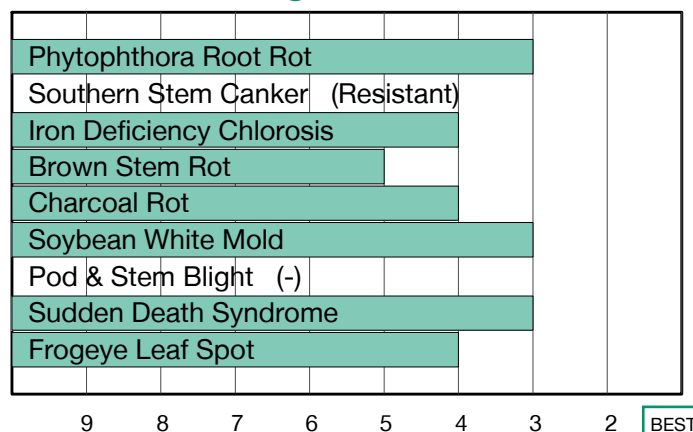 Phytophthora Root Rot
Southern Stem Canker (Resistant)
Iron Deficiency Chlorosis
Brown Stem Rot
Charcoal Rot
Soybean White Mold
Pod & Stem Blight (-)
Sudden Death Syndrome
Frogeye Leaf Spot
9 8 7 6 5 4 3 2 BEST